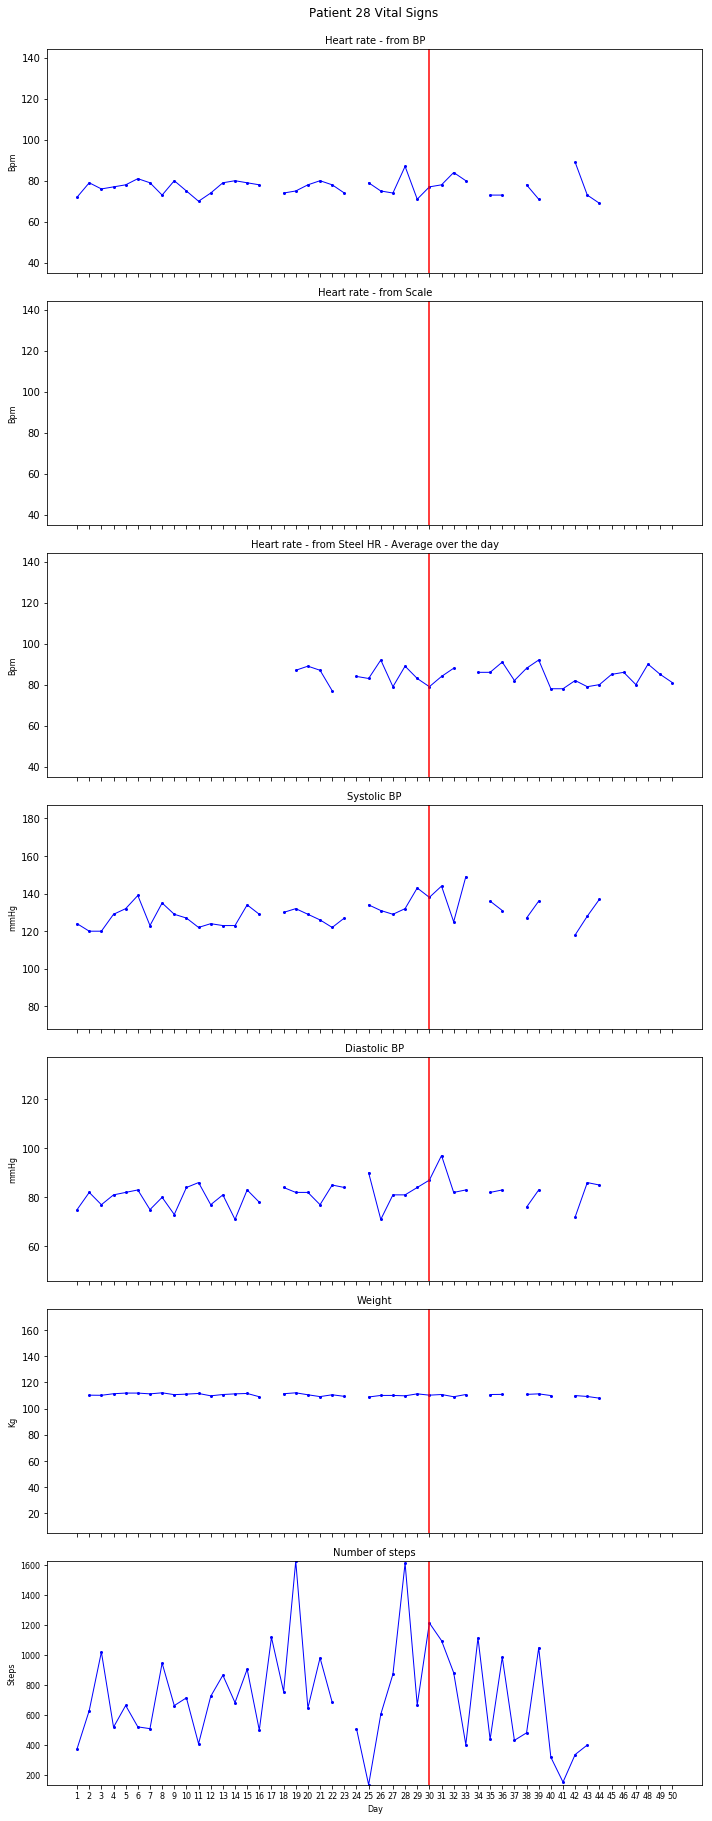 Patient 28 Vital Signs
Heart rate - from BP
140
120
100
80
60
40
Bpm
Heart rate - from Scale
140
120
100
80
60
40
Bpm
Heart rate - from Steel HR - Average over the day
140
120
100
80
60
40
Bpm
Systolic BP
180
160
140
120
100
80
mmHg
Diastolic BP
120
100
80
60
mmHg
Weight
160
140
120
100
80
60
40
20
Kg
Number of steps
1600
1400
1200
1000
800
600
400
200
Steps
1 2 3 4 5 6 7 8 9 10 11 12 13 14 15 16 17 18 19 20 21 22 23 24 25 26 27 28 29 30 31 32 33 34 35 36 37 38 39 40 41 42 43 44 45 46 47 48 49 50
Day